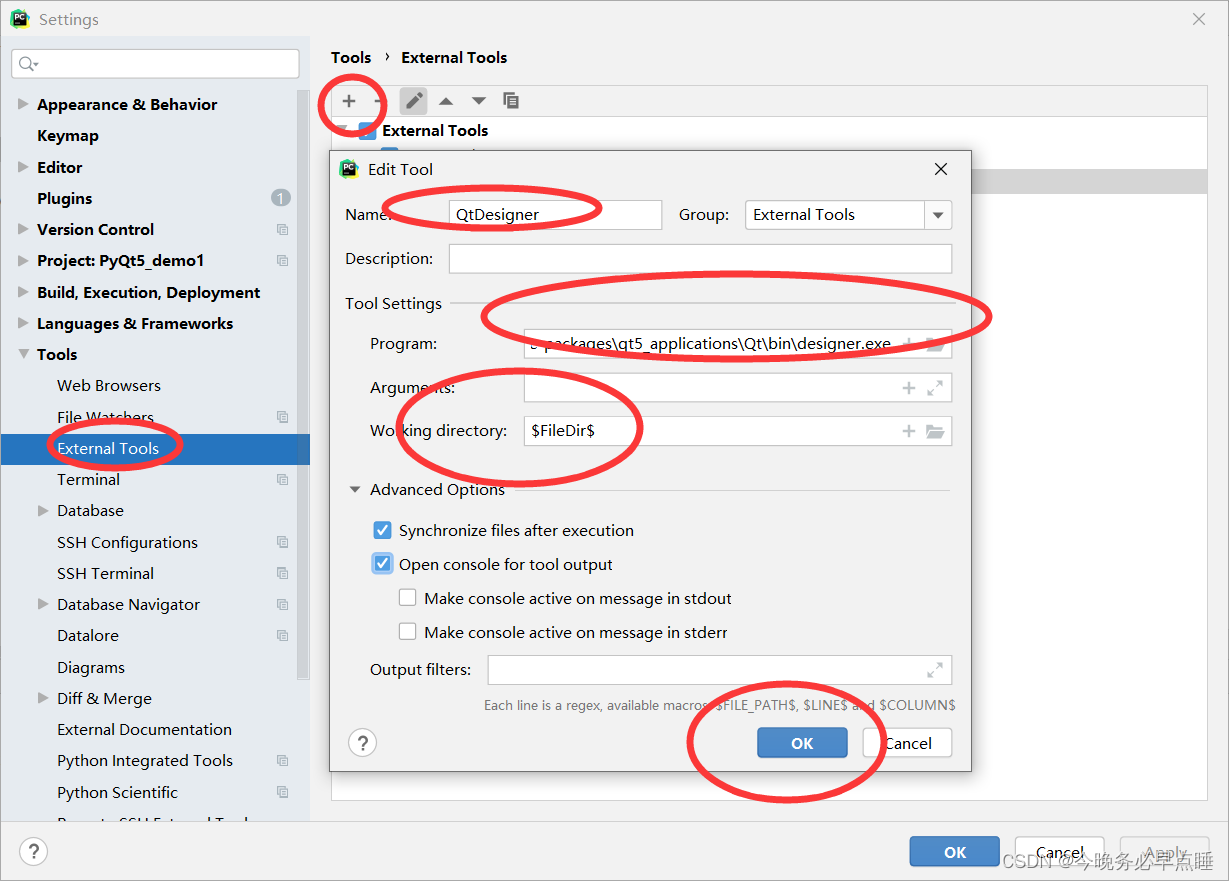 Settings
Tools › External Tools
Appearance & Behavior
Keymap
Editor
Plugins 1
Version Control
Project: PyQt5_demo1
Build, Execution, Deployment
Languages & Frameworks
Tools
Web Browsers
File Watchers
External Tools
Terminal
Database
SSH Configurations
SSH Terminal
Database Navigator
Datalore
Diagrams
Diff & Merge
External Documentation
Python Integrated Tools
Python Scientific
External Tools
Edit Tool
Name: QtDesigner Group: External Tools
Description:
Tool Settings
Program: e-packages\qt5_applications\Qt\bin\designer.exe
Arguments:
Working directory: $FileDir$
Advanced Options
Synchronize files after execution
Open console for tool output
Make console active on message in stdout
Make console active on message in stderr
Output filters:
Each line is a regex, available macros: $FILE_PATH$, $LINE$ and $COLUMN$
? OK Cancel
? OK Cancel Apply
CSDN @今晚务必早点睡